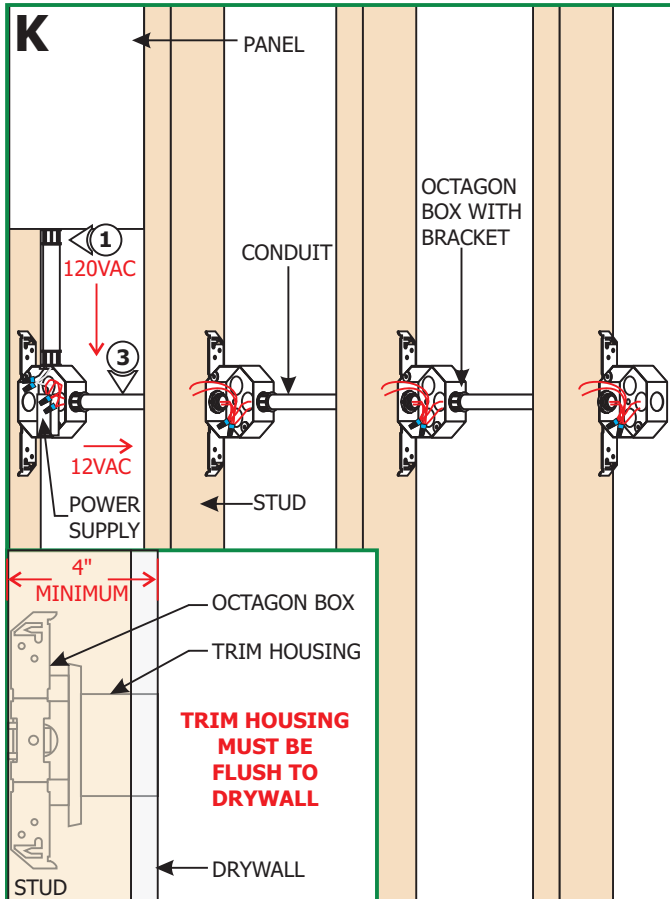 K
PANEL
OCTAGON
BOX WITH
BRACKET
1
120VAC
CONDUIT
3
12VAC
POWER
SUPPLY
STUD
4"
MINIMUM
OCTAGON BOX
TRIM HOUSING
TRIM HOUSING
MUST BE
FLUSH TO
DRYWALL
DRYWALL
STUD